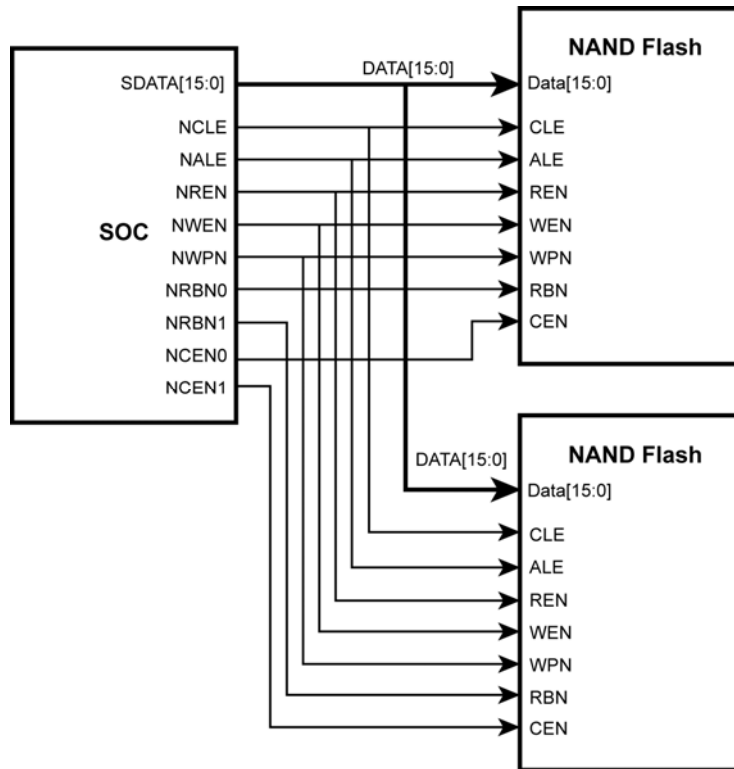 SOC
SDATA[15:0]
NCLE
NALE
NREN
NWEN
NWPN
NRBN0
NRBN1
NCEN0
NCEN1
DATA[15:0]
NAND Flash
Data[15:0]
CLE
ALE
REN
WEN
WPN
RBN
CEN
DATA[15:0]
NAND Flash
Data[15:0]
CLE
ALE
REN
WEN
WPN
RBN
CEN